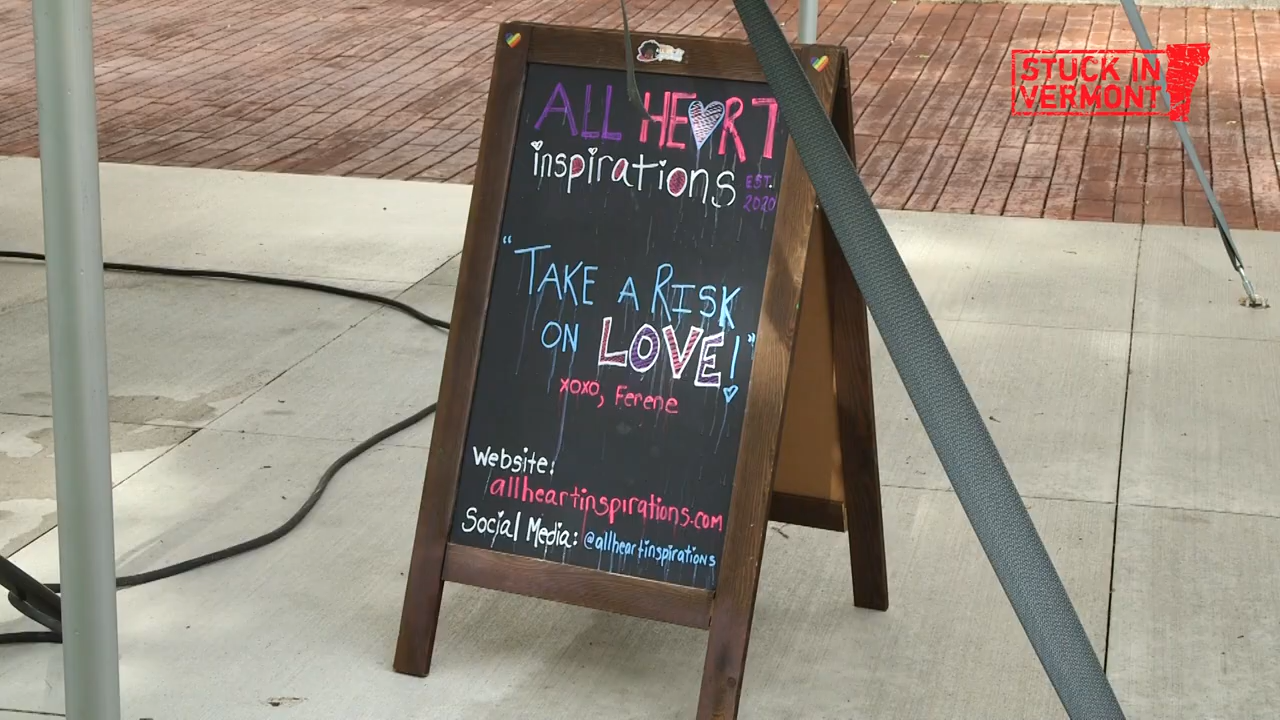 ALL HEART
inspirations
EST.
2020
"TAKE A RISK
ON LOVE!"
xoxo, Ferene
Website:
allheartinspirations.com
Social Media: @allheartinspirations
STUCK IN
VERMONT